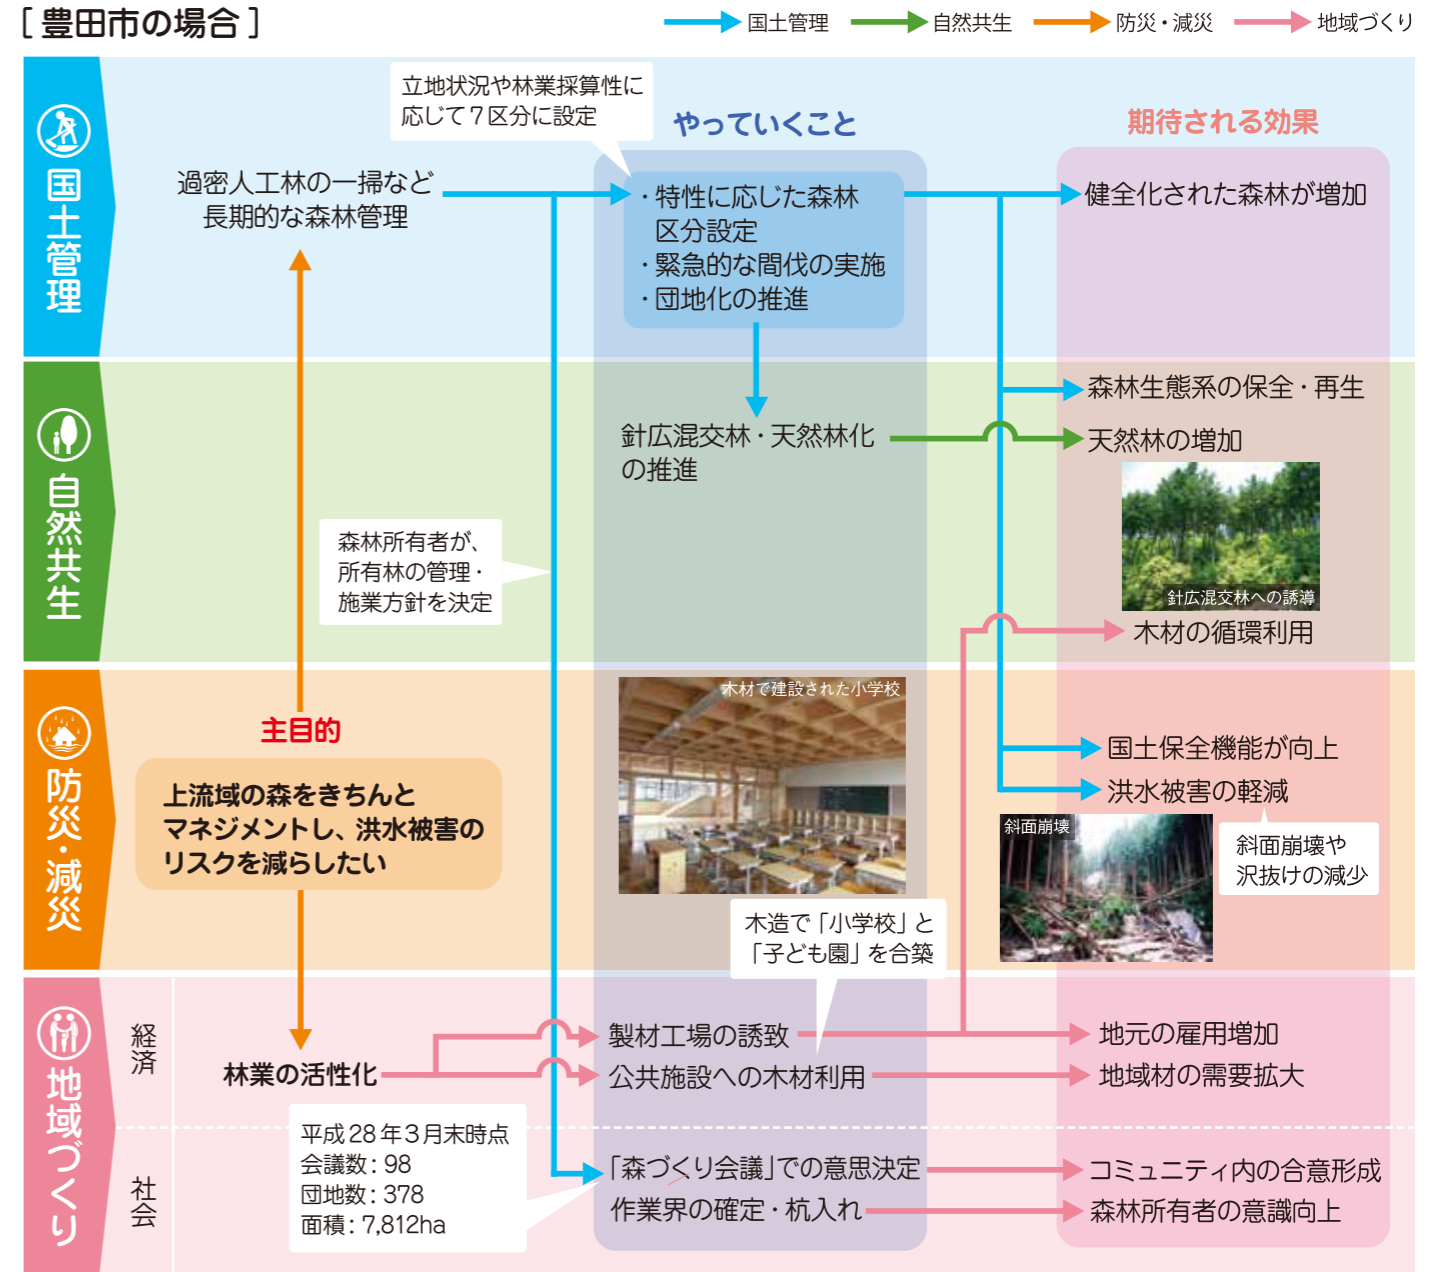 [豊田市の場合]
国土管理
自然共生
防災・減災
地域づくり
国土管理
立地状況や林業採算性に
応じて7区分に設定
やっていくこと
期待される効果
過密人工林の一掃など
長期的な森林管理
・特性に応じた森林
区分設定
・緊急的な間伐の実施
・団地化の推進
健全化された森林が増加
自然共生
針広混交林・天然林化
の推進
森林生態系の保全・再生
天然林の増加
針広混交林への誘導
木材の循環利用
森林所有者が、
所有林の管理・
施業方針を決定
防災・減災
主目的
上流域の森をきちんと
マネジメントし、洪水被害の
リスクを減らしたい
木材で建設された小学校
国土保全機能が向上
洪水被害の軽減
斜面崩壊
斜面崩壊や
沢抜けの減少
木造で「小学校」と
「子ども園」を合築
地域づくり
経済
林業の活性化
製材工場の誘致
公共施設への木材利用
地元の雇用増加
地域材の需要拡大
社会
平成28年3月末時点
会議数：98
団地数：378
面積：7,812ha
「森づくり会議」での意思決定
作業界の確定・杭入れ
コミュニティ内の合意形成
森林所有者の意識向上